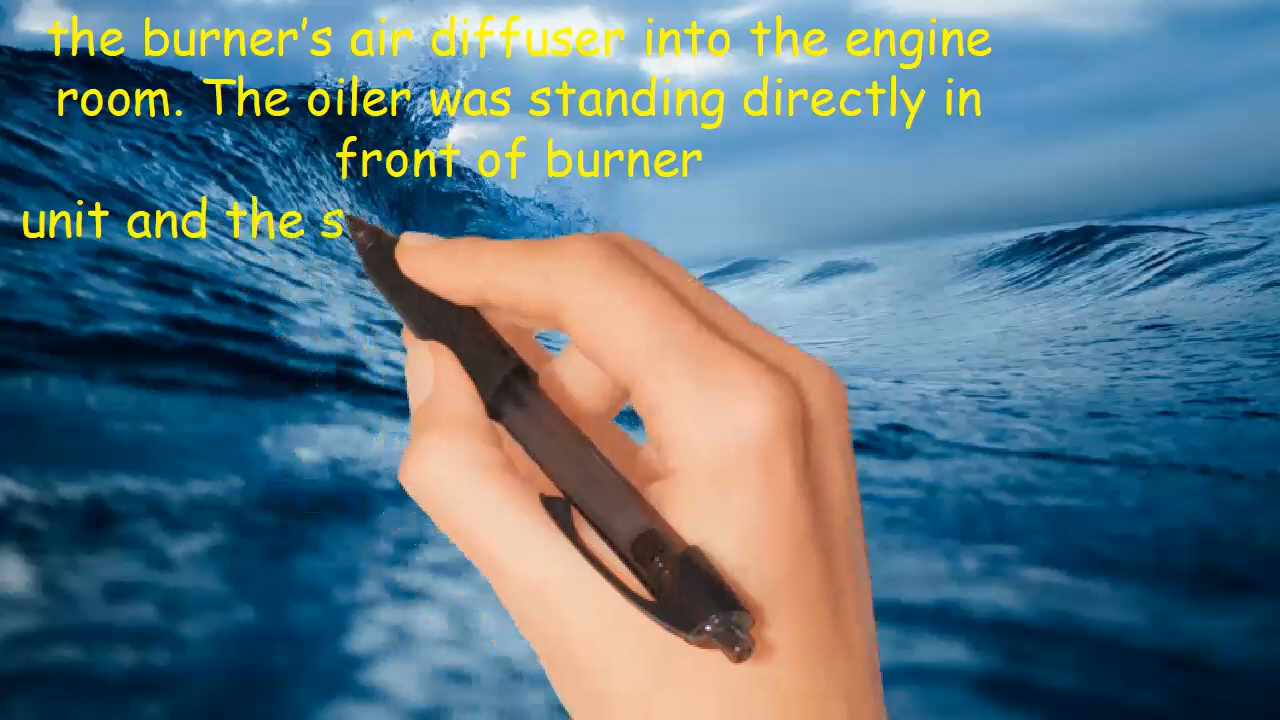 the burner’s air diffuser into the engine
room. The oiler was standing directly in
front of burner
unit and the s